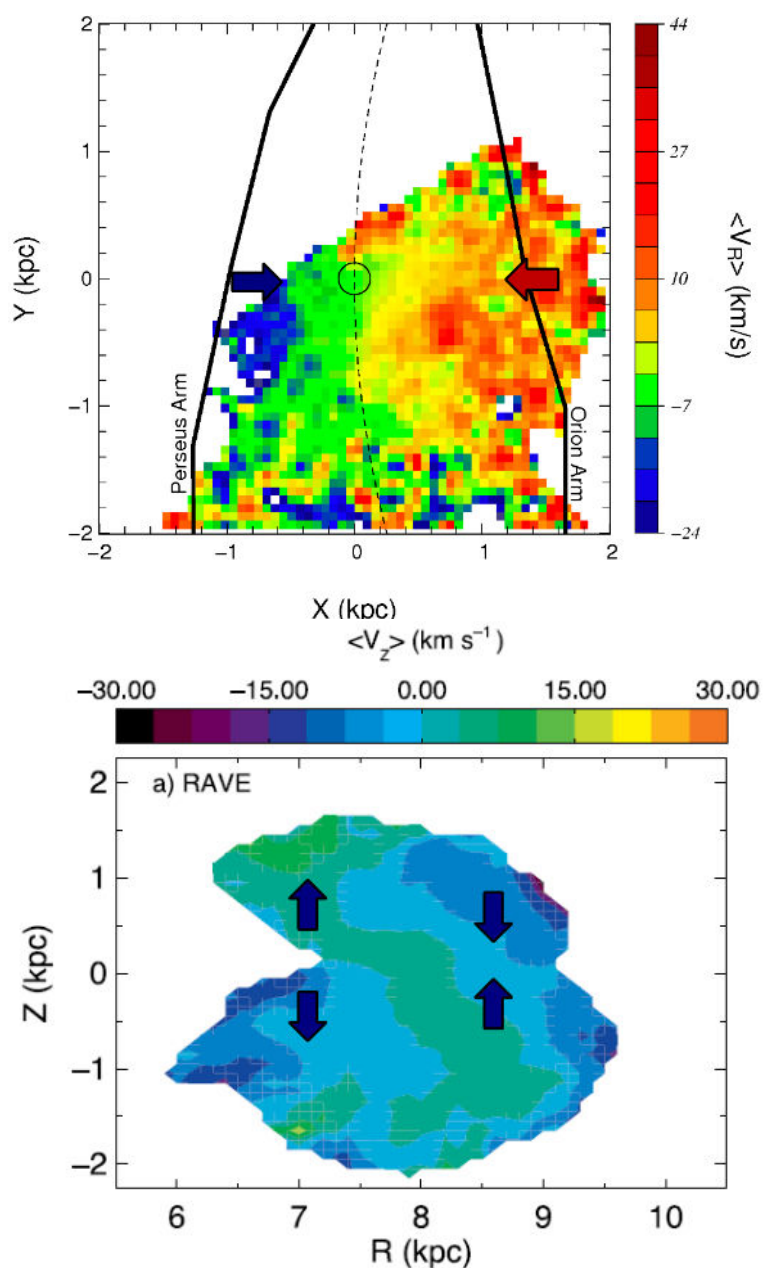 2
1
0
−1
−2
Y (kpc)
Perseus Arm
Orion Arm
−2
−1
0
1
2
X (kpc)
44
27
10
−7
−24
<V_R> (km/s)
<V_z> (km s⁻¹)
−30.00 −15.00 0.00 15.00 30.00
a) RAVE
2
1
0
−1
−2
Z (kpc)
6 7 8 9 10
R (kpc)